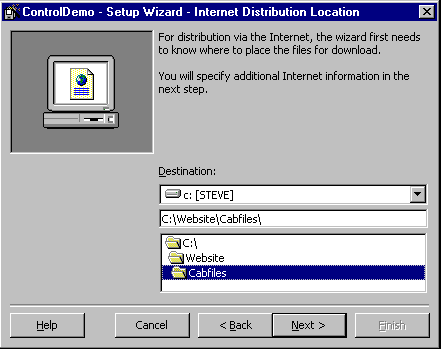 ControlDemo - Setup Wizard - Internet Distribution Location
For distribution via the Internet, the wizard first needs
to know where to place the files for download.
You will specify additional Internet information in the
next step.
Destination:
c: [STEVE]
C:\Website\Cabfiles\
C:\
Website
Cabfiles
Help Cancel < Back Next > Finish